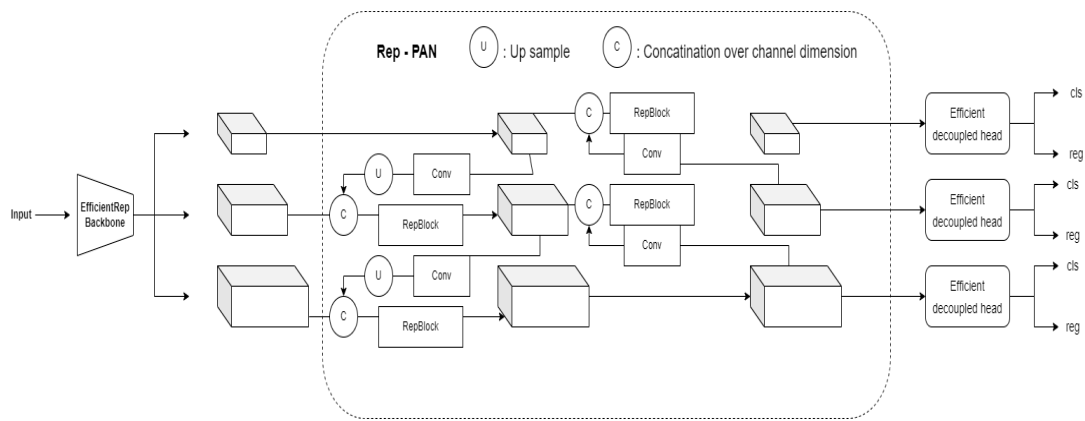 Rep - PAN
U
: Up sample
C
: Concatination over channel dimension
cls
C
RepBlock
Efficient
decoupled head
Conv
reg
U
Conv
cls
EfficientRep
Backbone
Input
C
RepBlock
C
RepBlock
Efficient
decoupled head
Conv
reg
U
Conv
cls
C
RepBlock
Efficient
decoupled head
reg